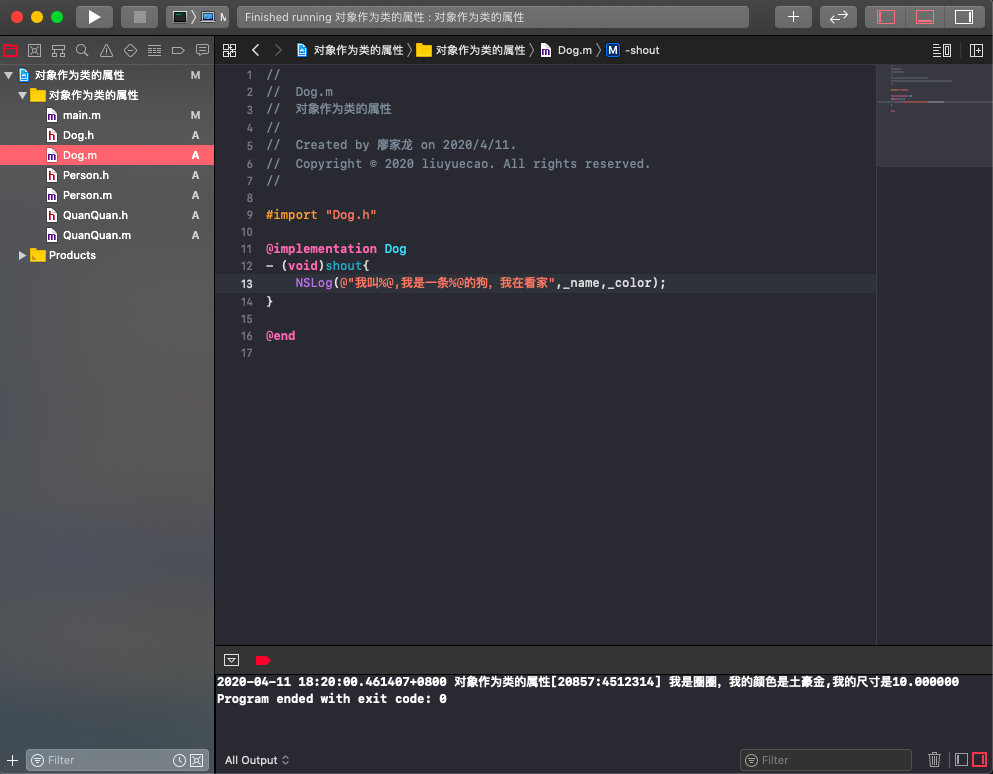 M
Finished running 对象作为类的属性 : 对象作为类的属性
对象作为类的属性
对象作为类的属性
Dog.m
M
-shout
对象作为类的属性 M
对象作为类的属性
m main.m M
h Dog.h A
m Dog.m A
h Person.h A
m Person.m A
h QuanQuan.h A
m QuanQuan.m A
Products
1 //
2 //  Dog.m
3 //  对象作为类的属性
4 //
5 //  Created by 廖家龙 on 2020/4/11.
6 //  Copyright © 2020 liuyuecao. All rights reserved.
7 //
8
9 #import "Dog.h"
10
11 @implementation Dog
12 - (void)shout{
13     NSLog(@"我叫%@,我是一条%@的狗，我在看家",_name,_color);
14 }
15
16 @end
17
2020-04-11 18:20:00.461407+0800 对象作为类的属性[20857:4512314] 我是圈圈，我的颜色是土豪金,我的尺寸是10.000000
Program ended with exit code: 0
Filter
All Output
Filter